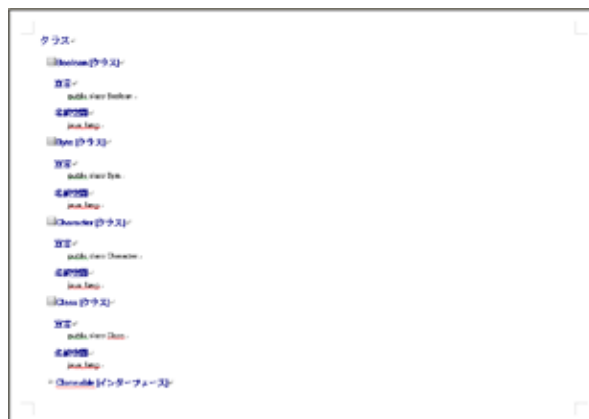 クラス
Boolean (クラス)
宣言
public class Boolean
名前空間
java.lang
Byte (クラス)
宣言
public class Byte
名前空間
java.lang
Character (クラス)
宣言
public class Character
名前空間
java.lang
Class (クラス)
宣言
public class Class
名前空間
java.lang
Cloneable (インターフェース)